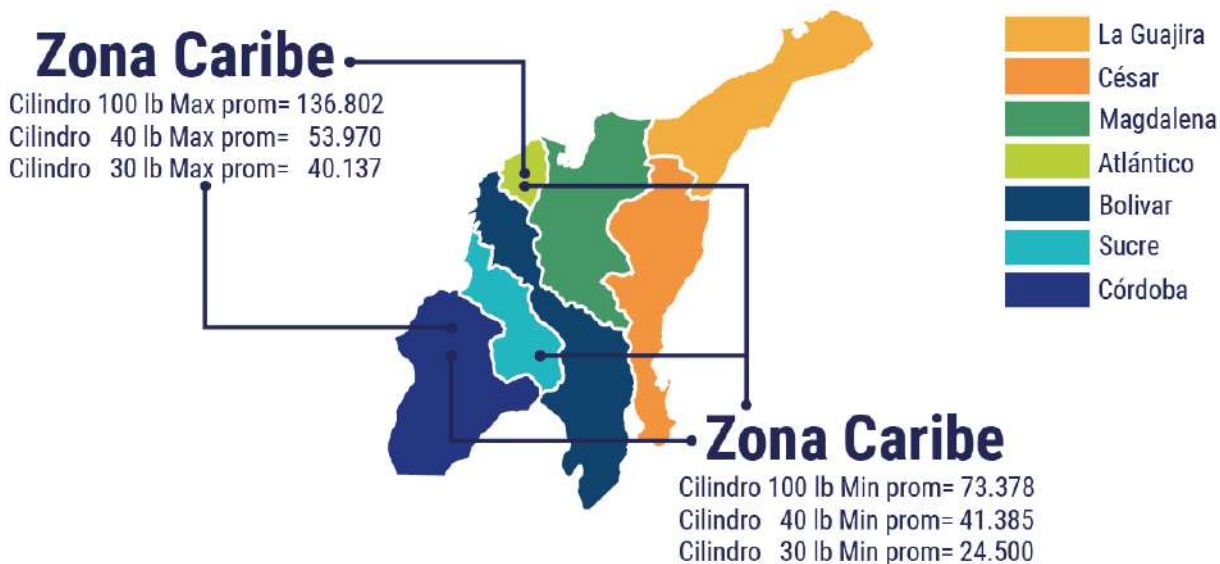 Zona Caribe
Cilindro 100 lb Max prom= 136.802
Cilindro 40 lb Max prom= 53.970
Cilindro 30 lb Max prom= 40.137
La Guajira
César
Magdalena
Atlántico
Bolivar
Sucre
Córdoba
Zona Caribe
Cilindro 100 lb Min prom= 73.378
Cilindro 40 lb Min prom= 41.385
Cilindro 30 lb Min prom= 24.500